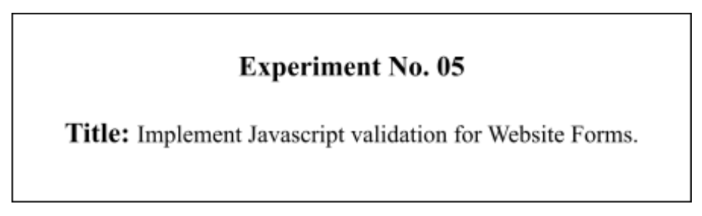 Experiment No. 05
Title: Implement Javascript validation for Website Forms.